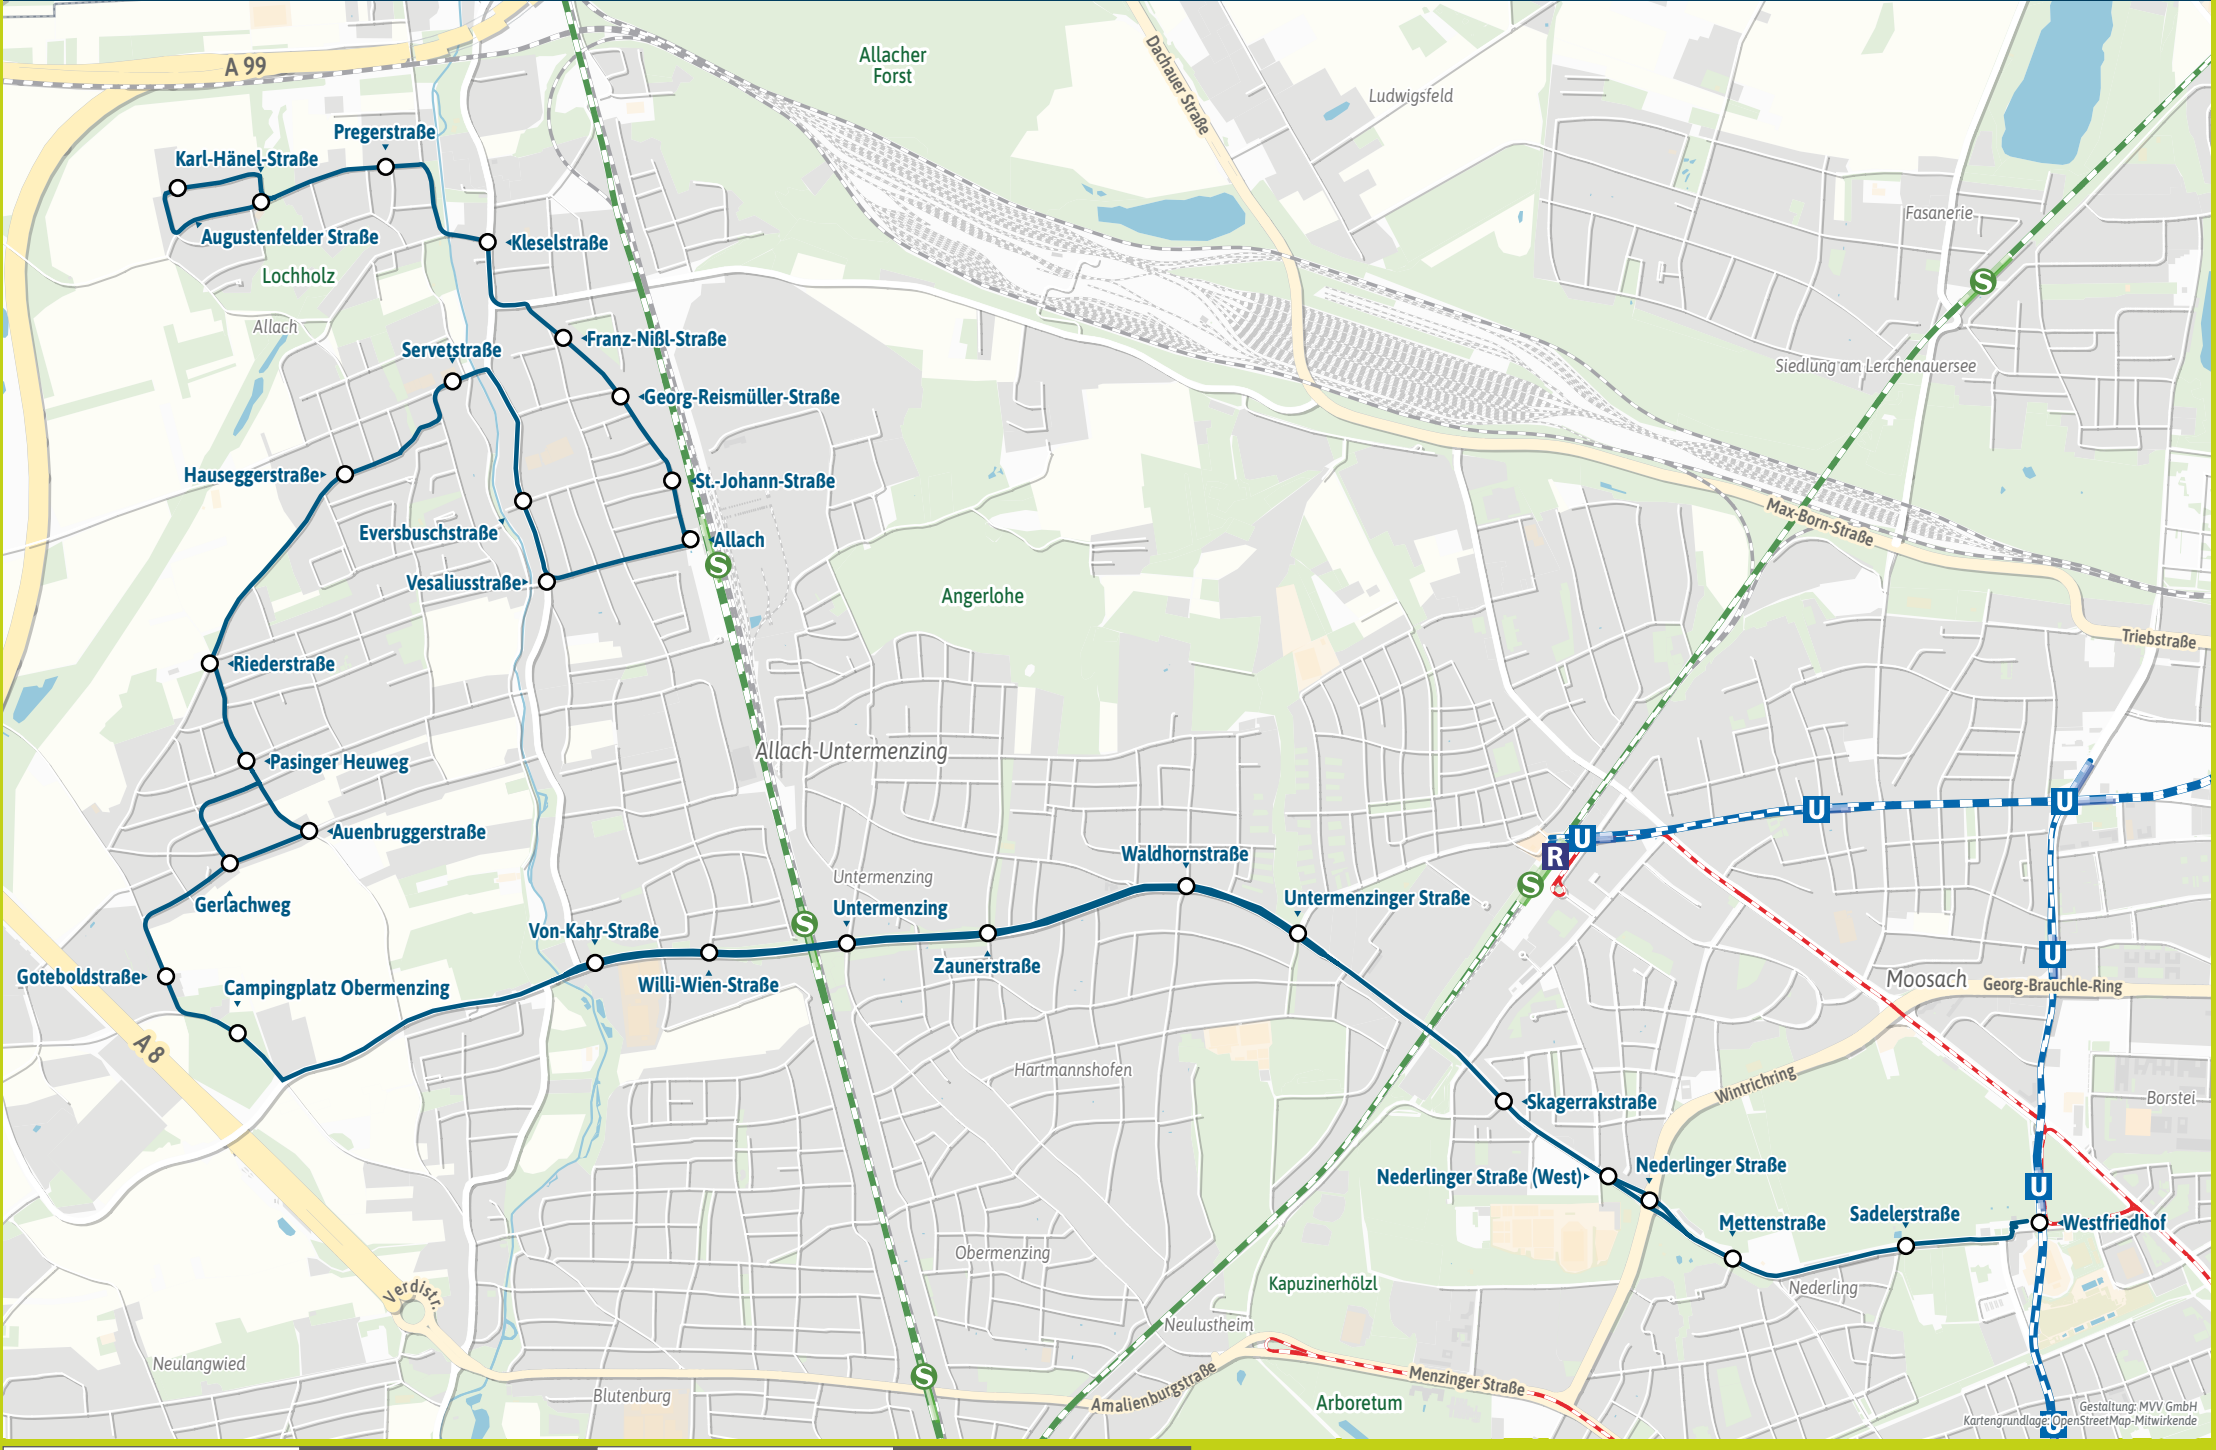 Allacher
Forst
Dachauer Straße
Ludwigsfeld
A 99
Pregerstraße
Karl-Hänel-Straße
Augustenfelder Straße
Kleselstraße
Fasanerie
Lochholz
S
Allach
Franz-Nißl-Straße
Servetstraße
Siedlung am Lerchenauersee
Georg-Reismüller-Straße
Hauseggerstraße
St.-Johann-Straße
Max-Born-Straße
Eversbuschstraße
Allach
S
Vesaliusstraße
Angerlohe
Triebstraße
Riederstraße
Allach-Untermenzing
Pasinger Heuweg
U
U
Auenbruggerstraße
U
R
Waldhornstraße
Untermenzing
S
Gerlachweg
Untermenzinger Straße
Untermenzing
S
Von-Kahr-Straße
U
Zaunerstraße
Goteboldstraße
Willi-Wien-Straße
Campingplatz Obermenzing
Moosach
Georg-Brauchle-Ring
A 8
Hartmannshofen
Wintrichring
Borstei
Skagerrakstraße
Nederlinger Straße
Nederlinger Straße (West)
U
Sadelerstraße
Mettenstraße
Westfriedhof
Obermenzing
Kapuzinerhölzl
Nederling
Verdistr.
Neulustheim
Neulangwied
S
Menzinger Straße
Amalienburgstraße
Blutenburg
Arboretum
Gestaltung: MVV GmbH
Kartengrundlage: OpenStreetMap-Mitwirkende
U